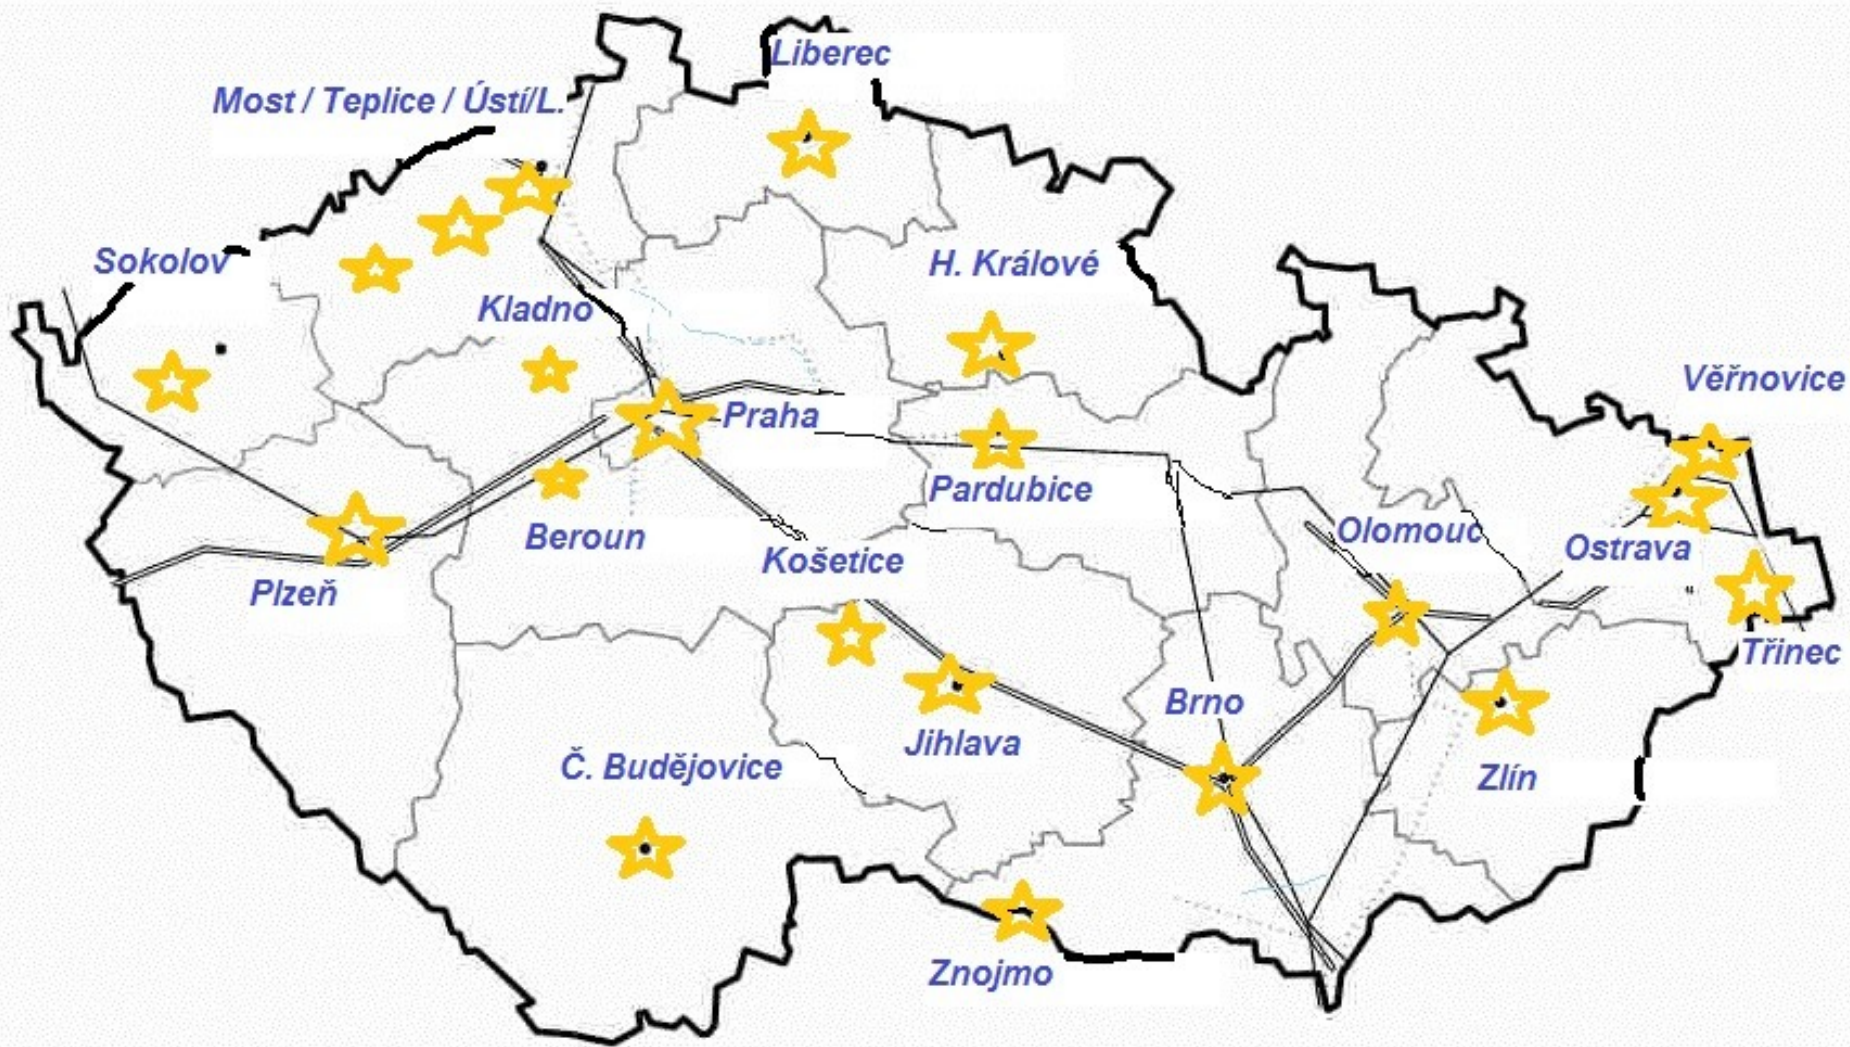 Liberec
Most / Teplice / Ústí/L.
Sokolov
H. Králové
Kladno
Věřnovice
Praha
Pardubice
Olomouc
Beroun
Ostrava
Košetice
Plzeň
Třinec
Brno
Jihlava
Č. Budějovice
Zlín
Znojmo